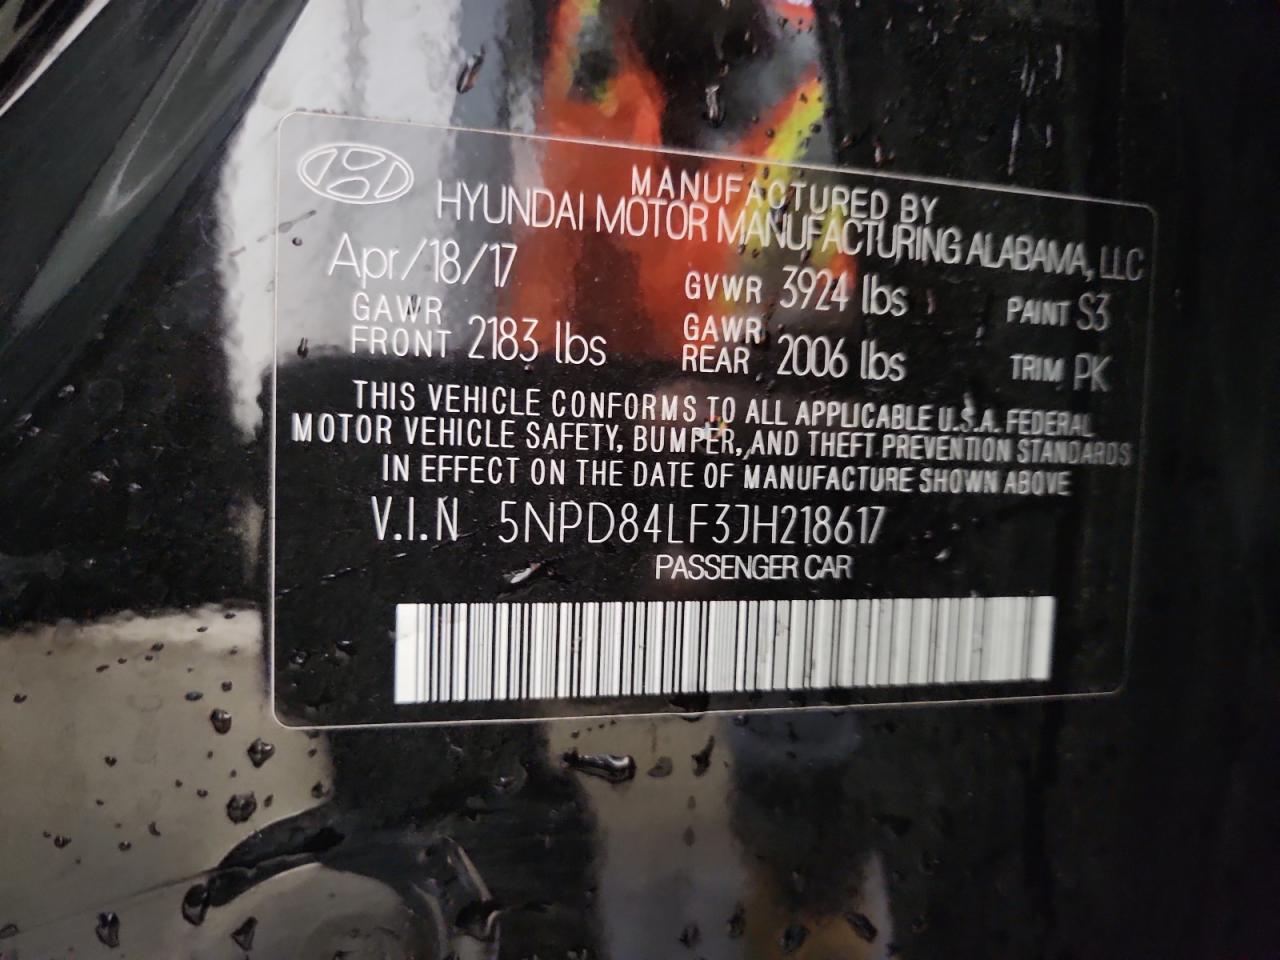 MANUFACTURED BY
HYUNDAI MOTOR MANUFACTURING ALABAMA, LLC
Apr/18/17 GVWR 3924 lbs PAINT S3
GAWR FRONT 2183 lbs GAWR REAR 2006 lbs TRIM PK
THIS VEHICLE CONFORMS TO ALL APPLICABLE U.S.A. FEDERAL
MOTOR VEHICLE SAFETY, BUMPER, AND THEFT PREVENTION STANDARDS
IN EFFECT ON THE DATE OF MANUFACTURE SHOWN ABOVE
V.I.N 5NPD84LF3JH218617
PASSENGER CAR